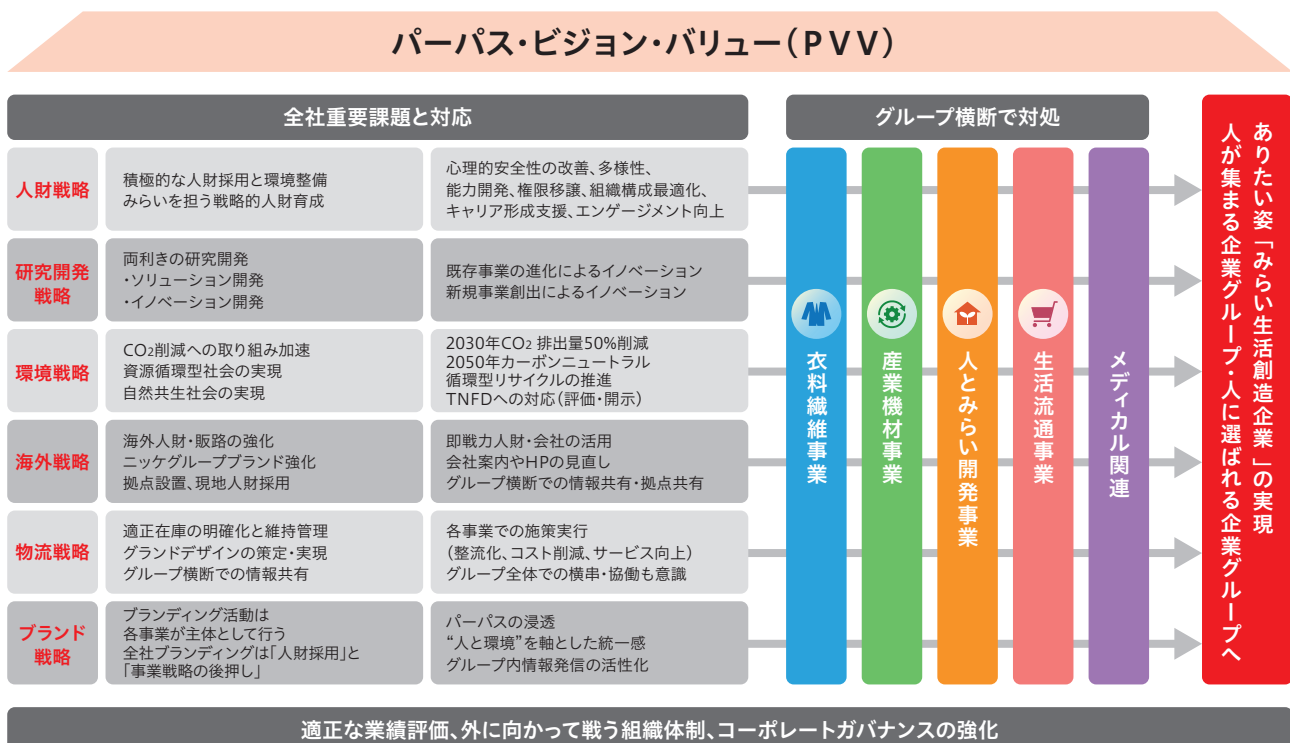 パーパス・ビジョン・バリュー(PVV)
全社重要課題と対応
グループ横断で対処
人財戦略
積極的な人財採用と環境整備
みらいを担う戦略的人財育成
心理的安全性の改善、多様性、
能力開発、権限移譲、組織構成最適化、
キャリア形成支援、エンゲージメント向上
研究開発
戦略
両利きの研究開発
・ソリューション開発
・イノベーション開発
既存事業の進化によるイノベーション
新規事業創出によるイノベーション
環境戦略
CO₂削減への取り組み加速
資源循環型社会の実現
自然共生社会の実現
2030年CO₂ 排出量50%削減
2050年カーボンニュートラル
循環型リサイクルの推進
TNFDへの対応(評価・開示)
海外戦略
海外人財・販路の強化
ニッケグループブランド強化
拠点設置、現地人財採用
即戦力人財・会社の活用
会社案内やHPの見直し
グループ横断での情報共有・拠点共有
物流戦略
適正在庫の明確化と維持管理
グランドデザインの策定・実現
グループ横断での情報共有
各事業での施策実行
(整流化、コスト削減、サービス向上)
グループ全体での横串・協働も意識
ブランド
戦略
ブランディング活動は
各事業が主体として行う
全社ブランディングは「人財採用」と
「事業戦略の後押し」
パーパスの浸透
“人と環境”を軸とした統一感
グループ内情報発信の活性化
衣料繊維事業
産業機材事業
人とみらい開発事業
生活流通事業
メディカル関連
ありたい姿「みらい生活創造企業」の実現
人が集まる企業グループ・人に選ばれる企業グループへ
適正な業績評価、外に向かって戦う組織体制、コーポレートガバナンスの強化